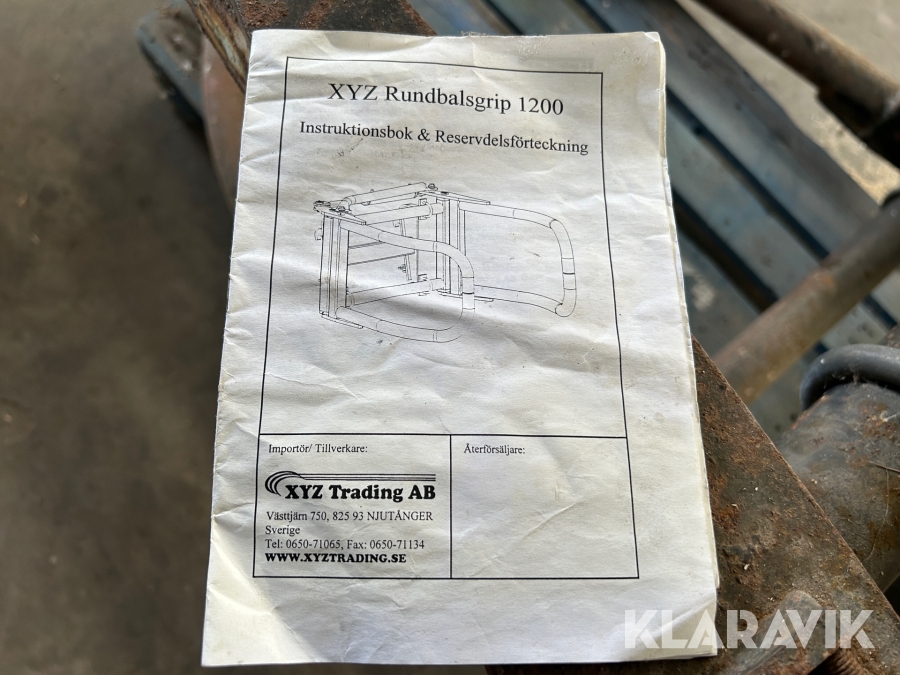 XYZ Rundbalsgrip 1200
Instruktionsbok & Reservdelsförteckning
Importör/ Tillverkare:
XYZ Trading AB
Västtjärn 750, 825 93 NJUTÅNGER
Sverige
Tel: 0650-71065, Fax: 0650-71134
WWW.XYZTRADING.SE
Återförsäljare:
KLARAVIK